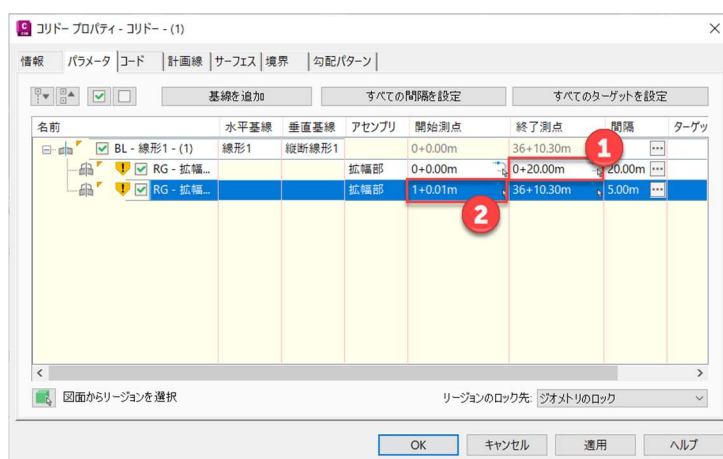 コリドー プロパティ - コリドー - (1)
情報 パラメータ コード 計画線 サーフェス 境界 勾配パターン
基線を追加 すべての間隔を設定 すべてのターゲットを設定
名前 水平基線 垂直基線 アセンブリ 開始測点 終了測点 間隔 ターゲッ
BL - 線形1 - (1) 線形1 縦断線形1 0+0.00m 36+10.30m
RG - 拡幅... 拡幅部 0+0.00m 0+20.00m 20.00m
RG - 拡幅... 拡幅部 1+0.01m 36+10.30m 5.00m
1
2
図面からリージョンを選択 リージョンのロック先: ジオメトリのロック
OK キャンセル 適用 ヘルプ